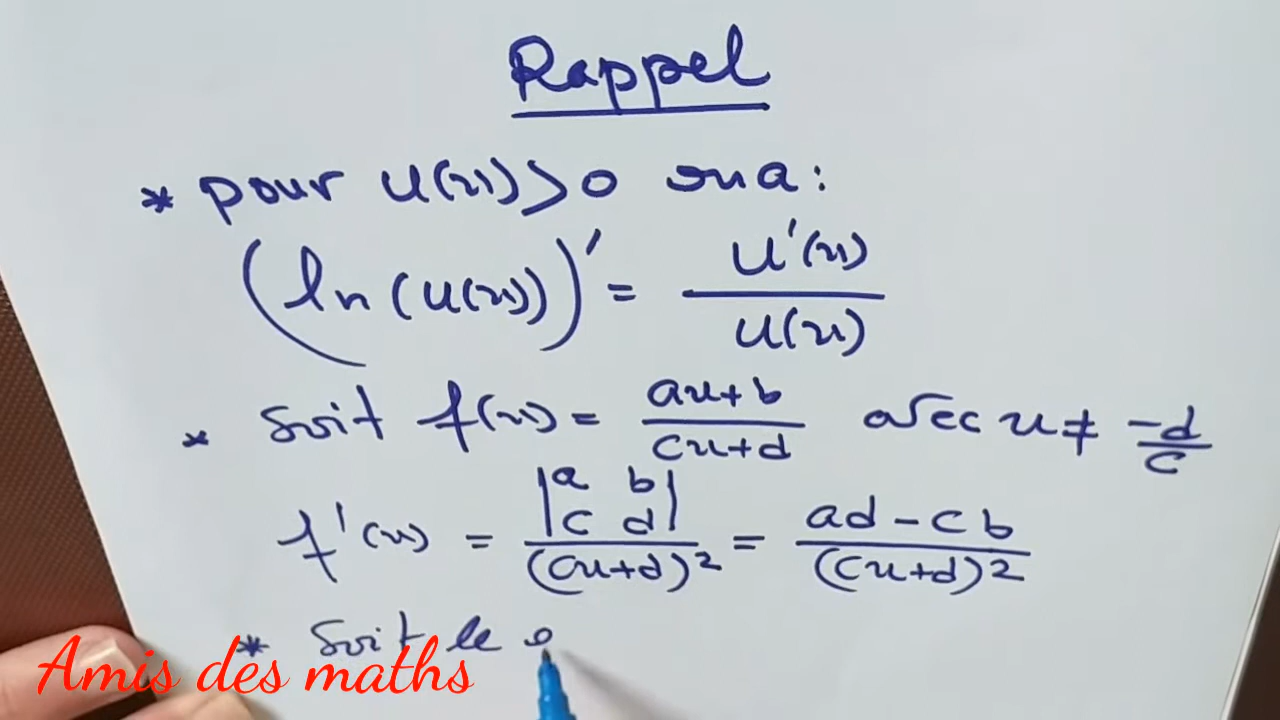 Rappel
* pour u(x)>0 on a :
(ln(u(x)))' = u'(x)/u(x)
* Soit f(x) = ax+b/cx+d avec x ≠ -d/c
f'(x) = |a b c d|/(cx+d)² = ad-cb/(cx+d)²
* Soit le
Amis des maths